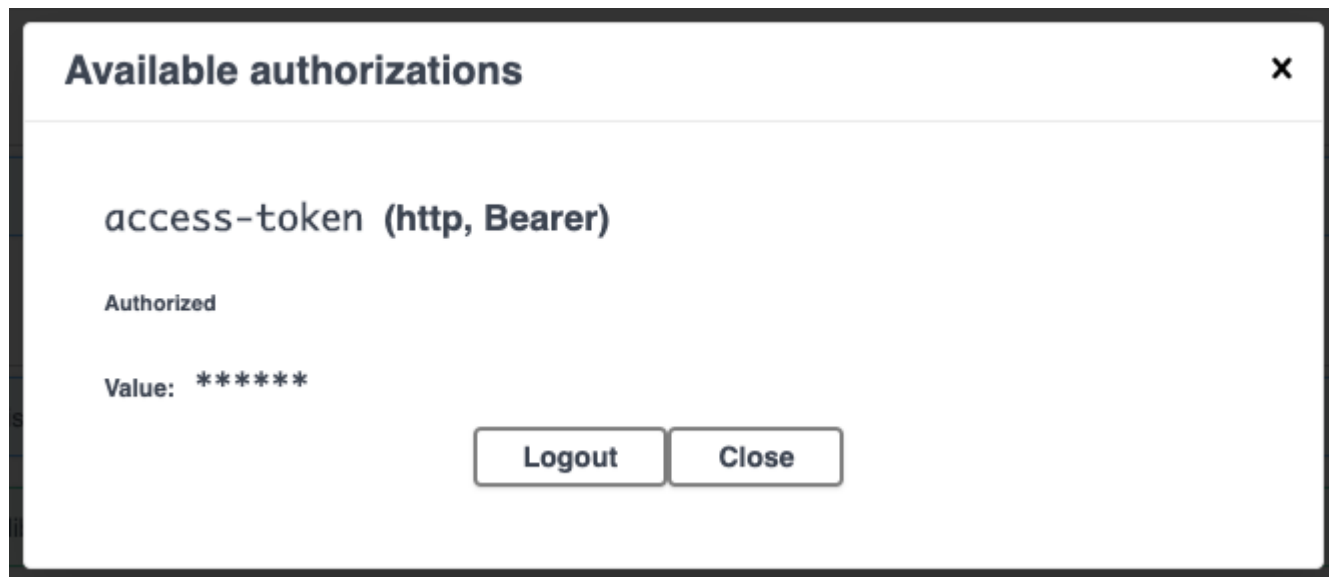 Available authorizations ×
access-token (http, Bearer)
Authorized
Value: ******
Logout Close